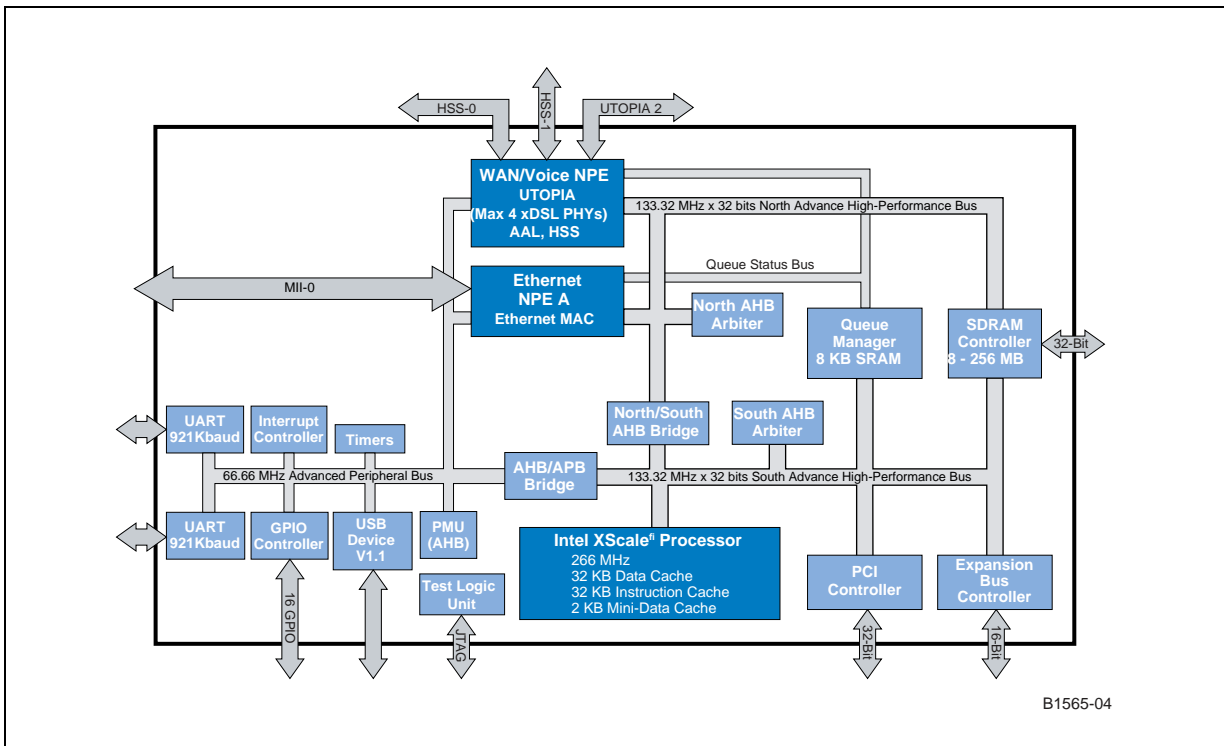 HSS-0
HSS-1
UTOPIA 2
WAN/Voice NPE
UTOPIA
(Max 4 xDSL PHYs)
AAL, HSS
133.32 MHz x 32 bits North Advance High-Performance Bus
Queue Status Bus
MII-0
Ethernet
NPE A
Ethernet MAC
North AHB
Arbiter
Queue
Manager
8 KB SRAM
SDRAM
Controller
8 - 256 MB
32-Bit
UART
921Kbaud
Interrupt
Controller
Timers
North/South
AHB Bridge
South AHB
Arbiter
66.66 MHz Advanced Peripheral Bus
AHB/APB
Bridge
133.32 MHz x 32 bits South Advance High-Performance Bus
UART
921Kbaud
GPIO
Controller
USB
Device
V1.1
PMU
(AHB)
Intel XScaleﬁ Processor
266 MHz
32 KB Data Cache
32 KB Instruction Cache
2 KB Mini-Data Cache
PCI
Controller
Expansion
Bus
Controller
Test Logic
Unit
16 GPIO
JTAG
32-Bit
16-Bit
B1565-04